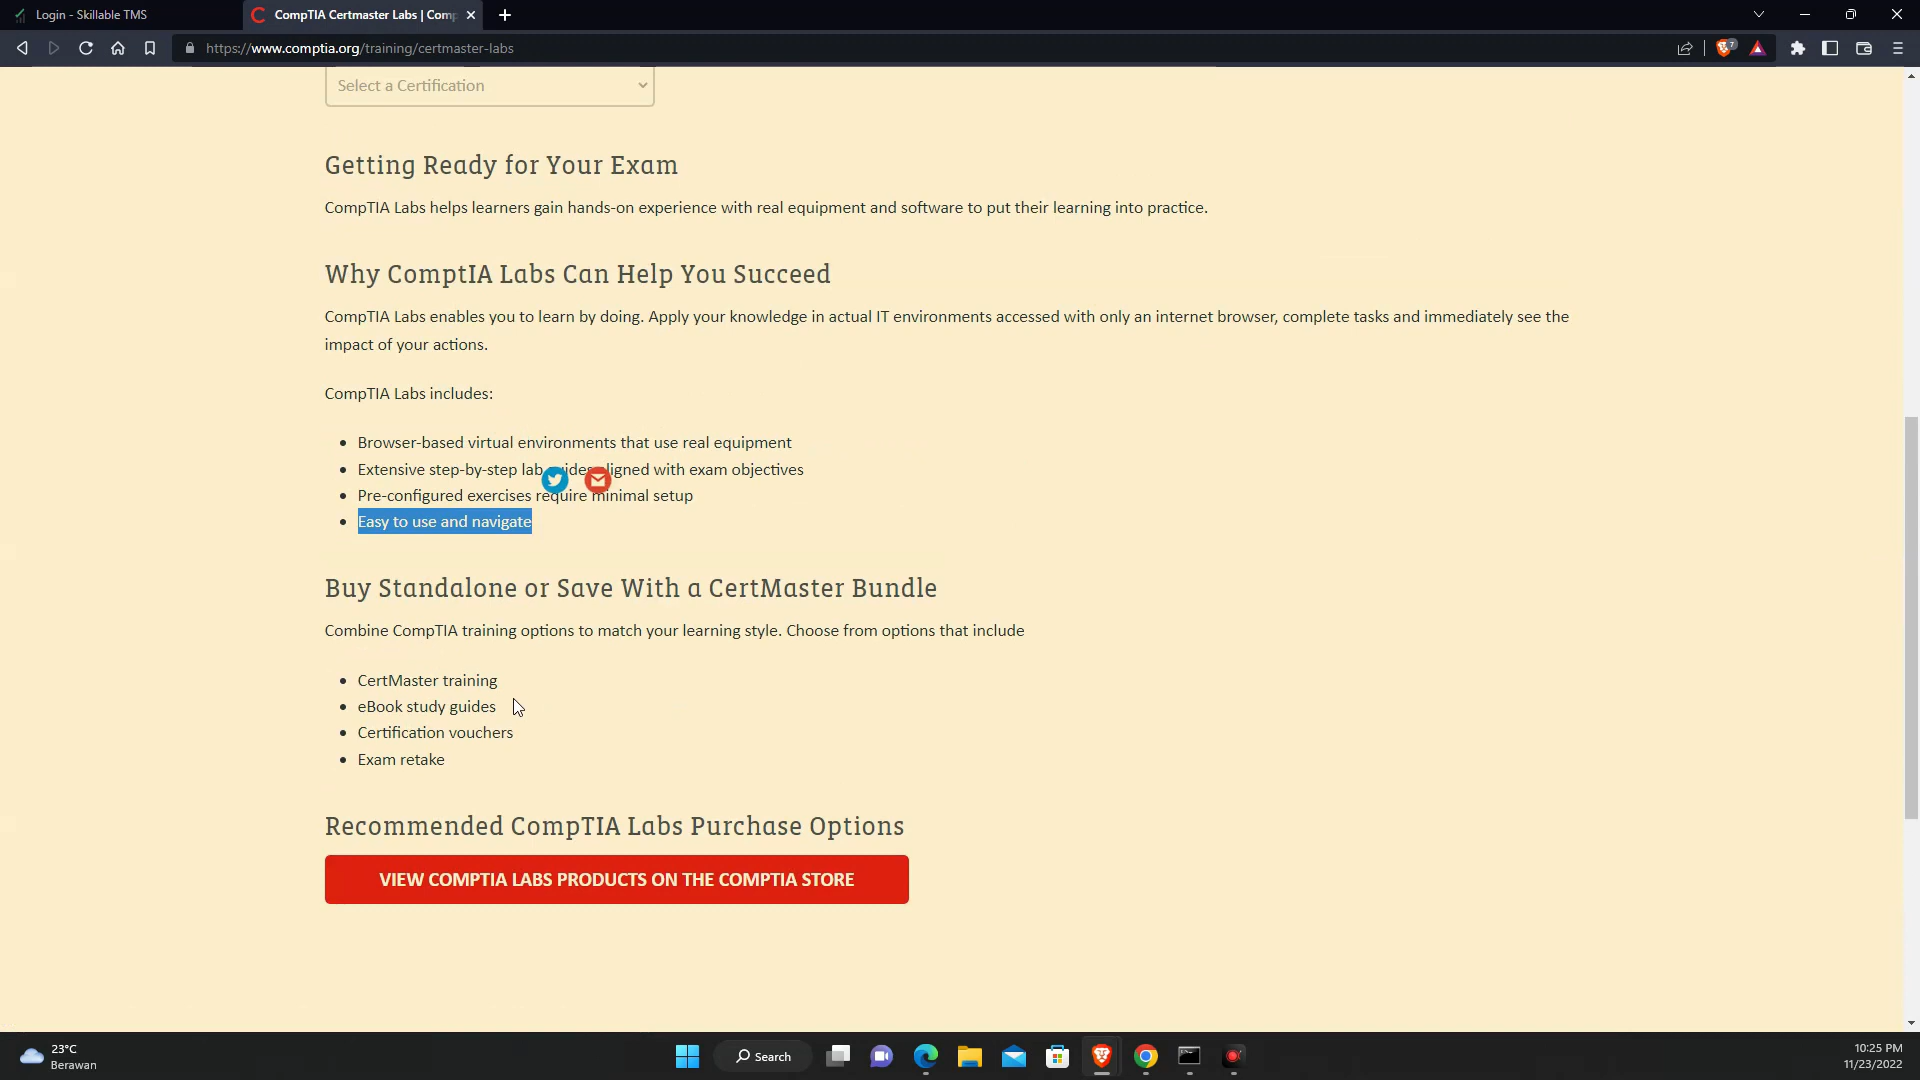 Login - Skillable TMS
CompTIA Certmaster Labs | Comp
https://www.comptia.org/training/certmaster-labs
7
Select a Certification
Getting Ready for Your Exam
CompTIA Labs helps learners gain hands-on experience with real equipment and software to put their learning into practice.
Why ComptIA Labs Can Help You Succeed
CompTIA Labs enables you to learn by doing. Apply your knowledge in actual IT environments accessed with only an internet browser, complete tasks and immediately see the
impact of your actions.
CompTIA Labs includes:
Browser-based virtual environments that use real equipment
Extensive step-by-step lab guides aligned with exam objectives
Pre-configured exercises require minimal setup
Easy to use and navigate
Buy Standalone or Save With a CertMaster Bundle
Combine CompTIA training options to match your learning style. Choose from options that include
CertMaster training
eBook study guides
Certification vouchers
Exam retake
Recommended CompTIA Labs Purchase Options
VIEW COMPTIA LABS PRODUCTS ON THE COMPTIA STORE
23°C
Berawan
Search
10:25 PM
11/23/2022